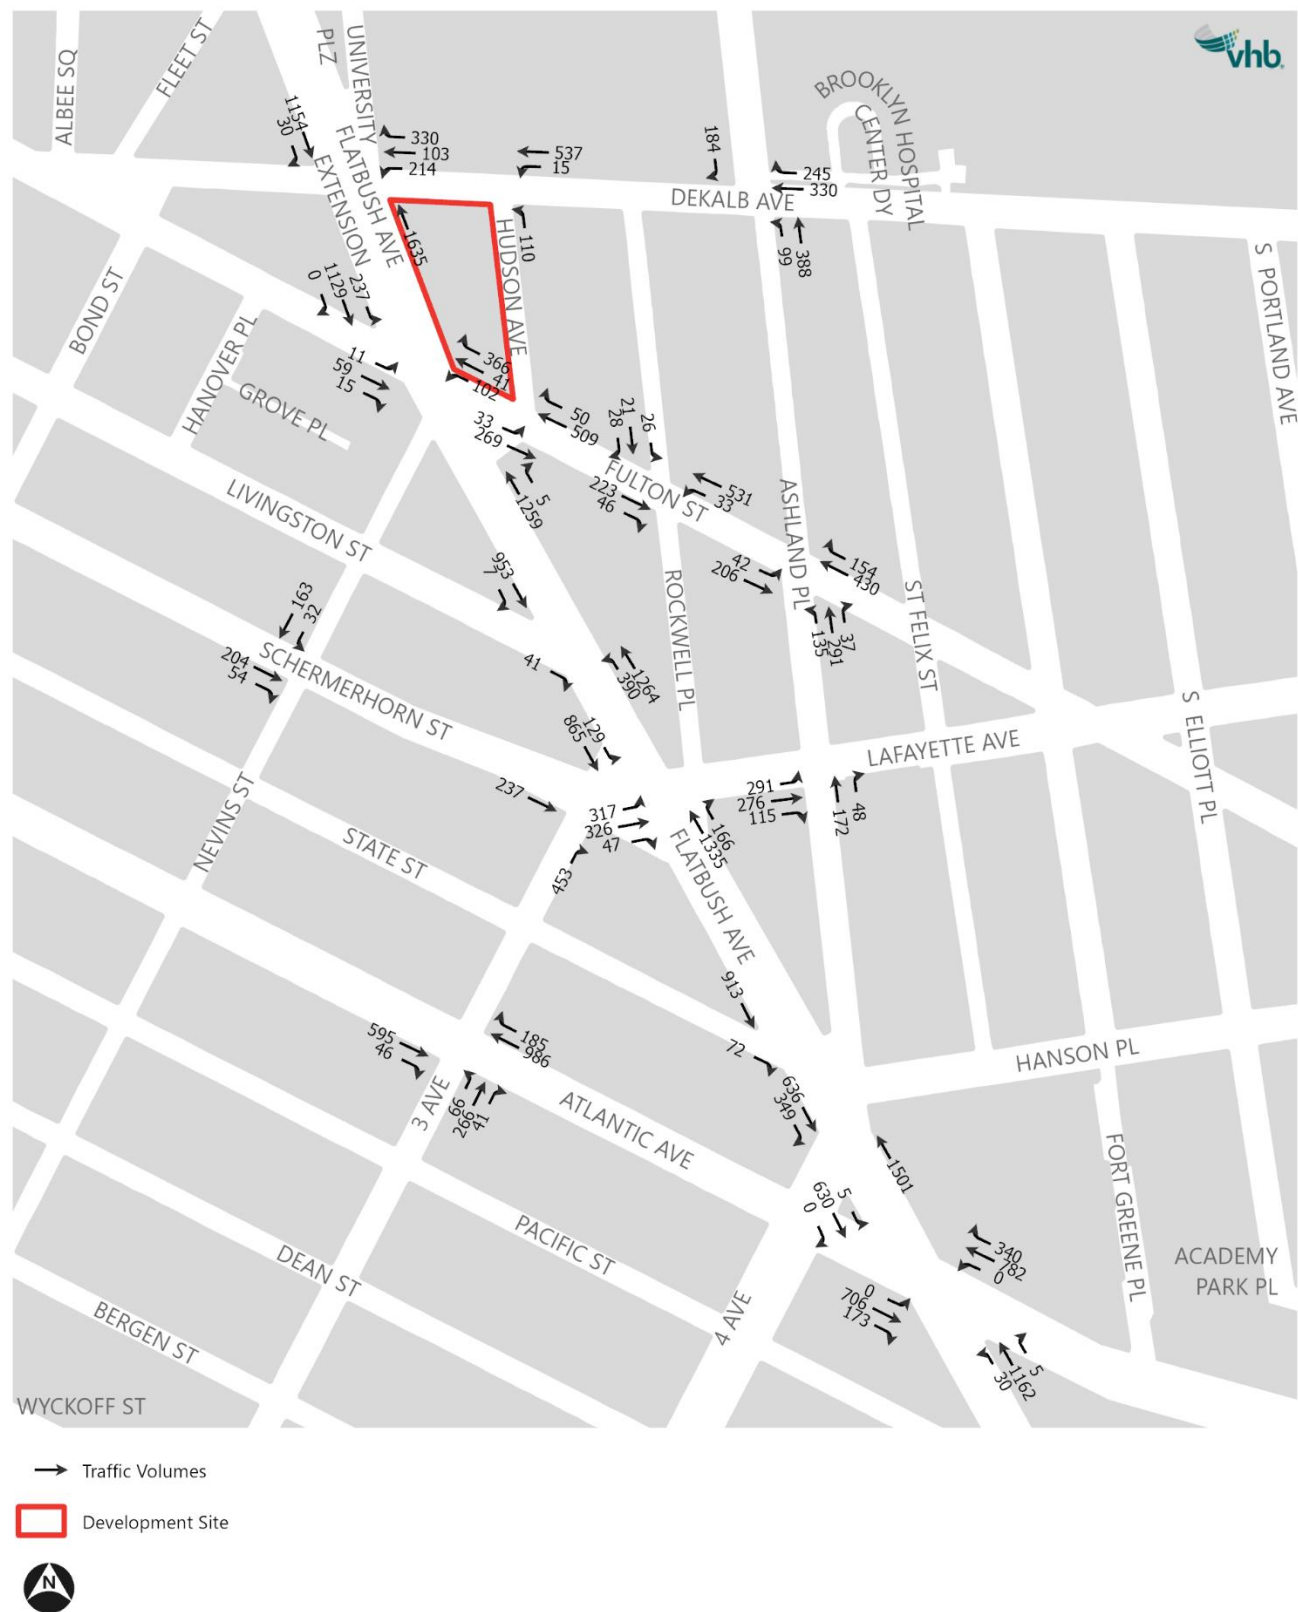 vhb
ALBEE SQ
FLEET ST
UNIVERSITY
PLZ
BROOKLYN HOSPITAL
CENTER DY
1154
30
FLATBUSH AVE
EXTENSION
330
103
214
537
15
184
245
330
DEKALB AVE
1635
110
HUDSON AVE
99
388
S PORTLAND AVE
BOND ST
0
1129
237
HANOVER PL
GROVE PL
11
59
15
366
41
102
33
269
50
509
28
21
26
531
33
FULTON ST
223
46
5
1259
LIVINGSTON ST
ASHLAND PL
42
206
154
430
135
291
37
ST FELIX ST
ROCKWELL PL
953
7
163
32
204
54
SCHERMERHORN ST
41
1264
390
129
865
LAFAYETTE AVE
S ELLIOTT PL
237
317
326
47
291
276
115
172
48
166
1335
NEVINS ST
STATE ST
453
FLATBUSH AVE
913
72
595
46
185
986
3 AVE
66
266
41
ATLANTIC AVE
HANSON PL
636
349
1501
FORT GREENE PL
0
630
5
340
782
0
ACADEMY
PARK PL
PACIFIC ST
DEAN ST
BERGEN ST
4 AVE
0
706
173
5
1162
30
WYCKOFF ST
Traffic Volumes
Development Site
N